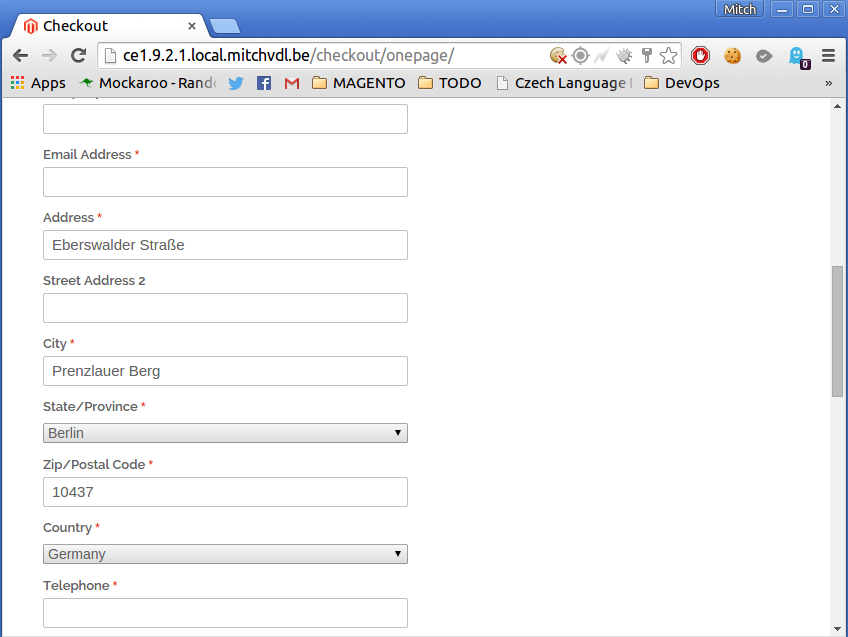 Mitch
Checkout
ce1.9.2.1.local.mitchvdl.be/checkout/onepage/
0
Apps Mockaroo - Rand MAGENTO TODO Czech Language DevOps »
Email Address *
Address *
Eberswalder Straße
Street Address 2
City *
Prenzlauer Berg
State/Province *
Berlin
Zip/Postal Code *
10437
Country *
Germany
Telephone *